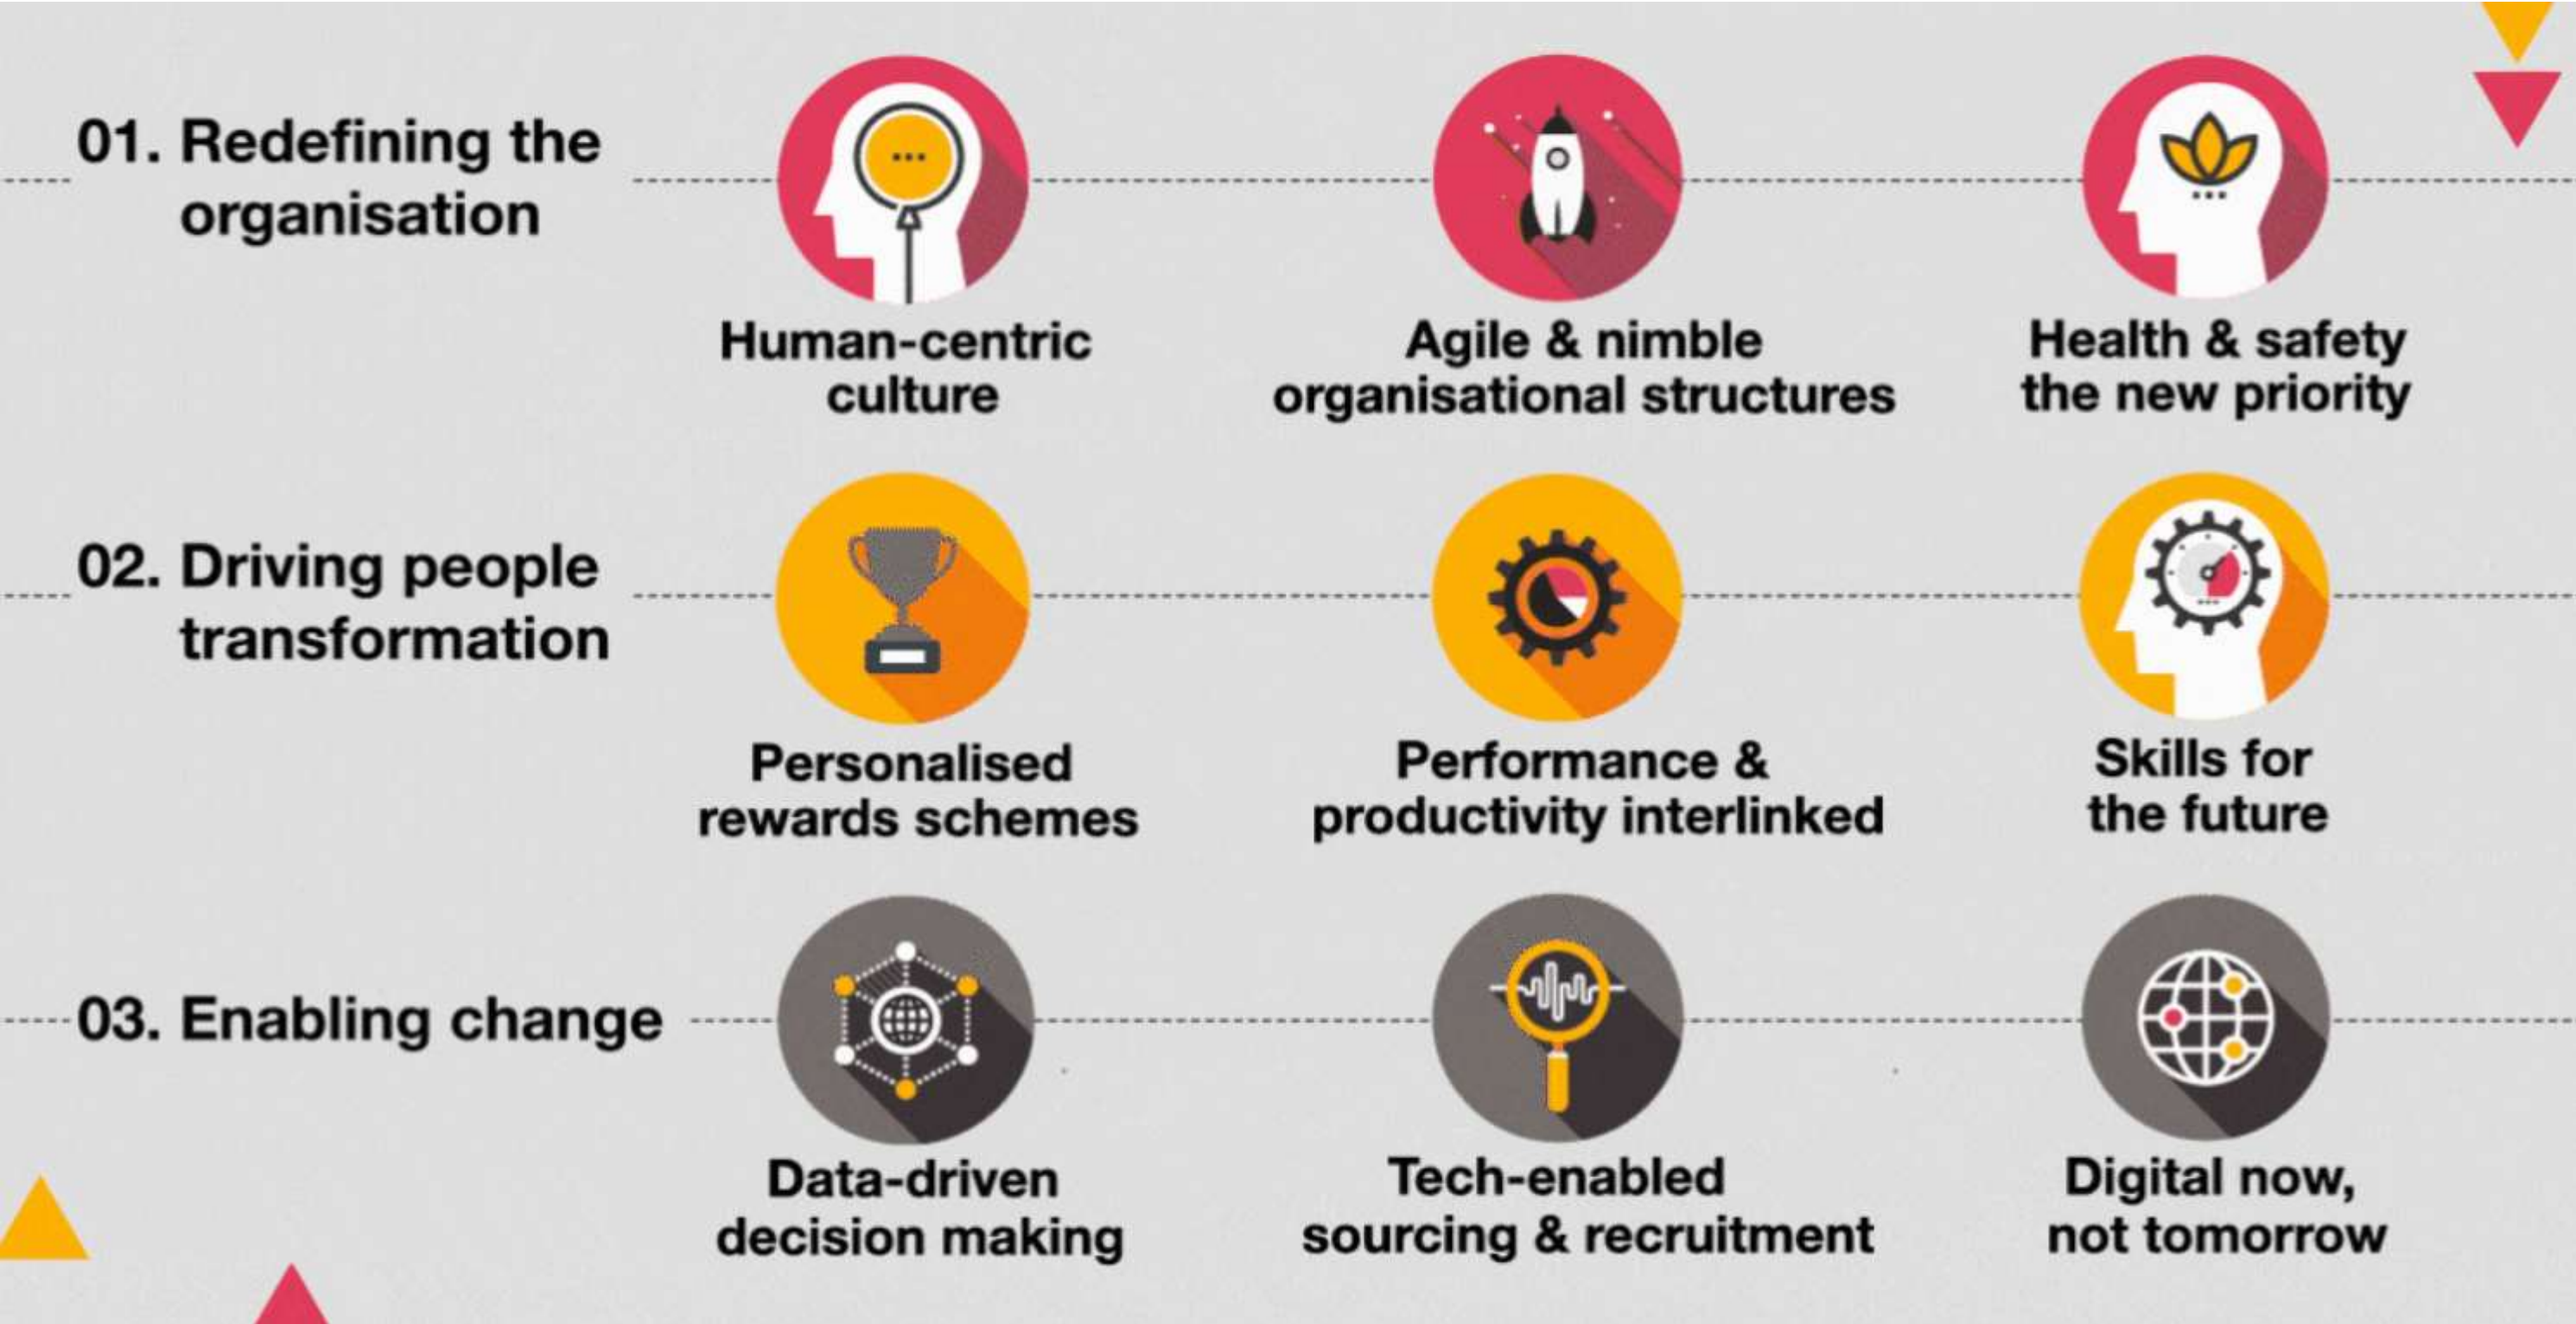 01. Redefining the
organisation
Human-centric
culture
Agile & nimble
organisational structures
Health & safety
the new priority
02. Driving people
transformation
Personalised
rewards schemes
Performance &
productivity interlinked
Skills for
the future
03. Enabling change
Data-driven
decision making
Tech-enabled
sourcing & recruitment
Digital now,
not tomorrow